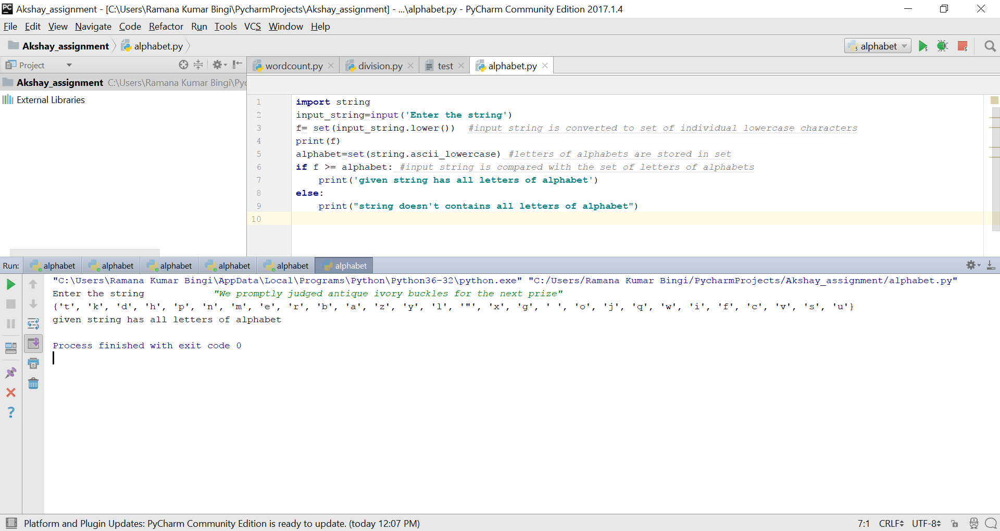 Akshay_assignment - [C:\Users\Ramana Kumar Bingi\PycharmProjects\Akshay_assignment] - ...\alphabet.py - PyCharm Community Edition 2017.1.4
File Edit View Navigate Code Refactor Run Tools VCS Window Help
Akshay_assignment alphabet.py alphabet
Project wordcount.py division.py test alphabet.py
Akshay_assignment C:\Users\Ramana Kumar Bingi\Pyc
External Libraries
1 import string
2 input_string=input('Enter the string')
3 f= set(input_string.lower()) #input string is converted to set of individual lowercase characters
4 print(f)
5 alphabet=set(string.ascii_lowercase) #letters of alphabets are stored in set
6 if f >= alphabet: #input string is compared with the set of letters of alphabets
7 print('given string has all letters of alphabet')
8 else:
9 print("string doesn't contains all letters of alphabet")
10
Run: alphabet alphabet alphabet alphabet alphabet alphabet
"C:\Users\Ramana Kumar Bingi\AppData\Local\Programs\Python\Python36-32\python.exe" "C:/Users/Ramana Kumar Bingi/PycharmProjects/Akshay_assignment/alphabet.py"
Enter the string "We promptly judged antique ivory buckles for the next prize"
{'t', 'k', 'd', 'h', 'p', 'n', 'm', 'e', 'r', 'b', 'a', 'z', 'y', 'l', '"', 'x', 'g', ' ', 'o', 'j', 'q', 'w', 'i', 'f', 'c', 'v', 's', 'u'}
given string has all letters of alphabet
Process finished with exit code 0
Platform and Plugin Updates: PyCharm Community Edition is ready to update. (today 12:07 PM) 7:1 CRLF UTF-8